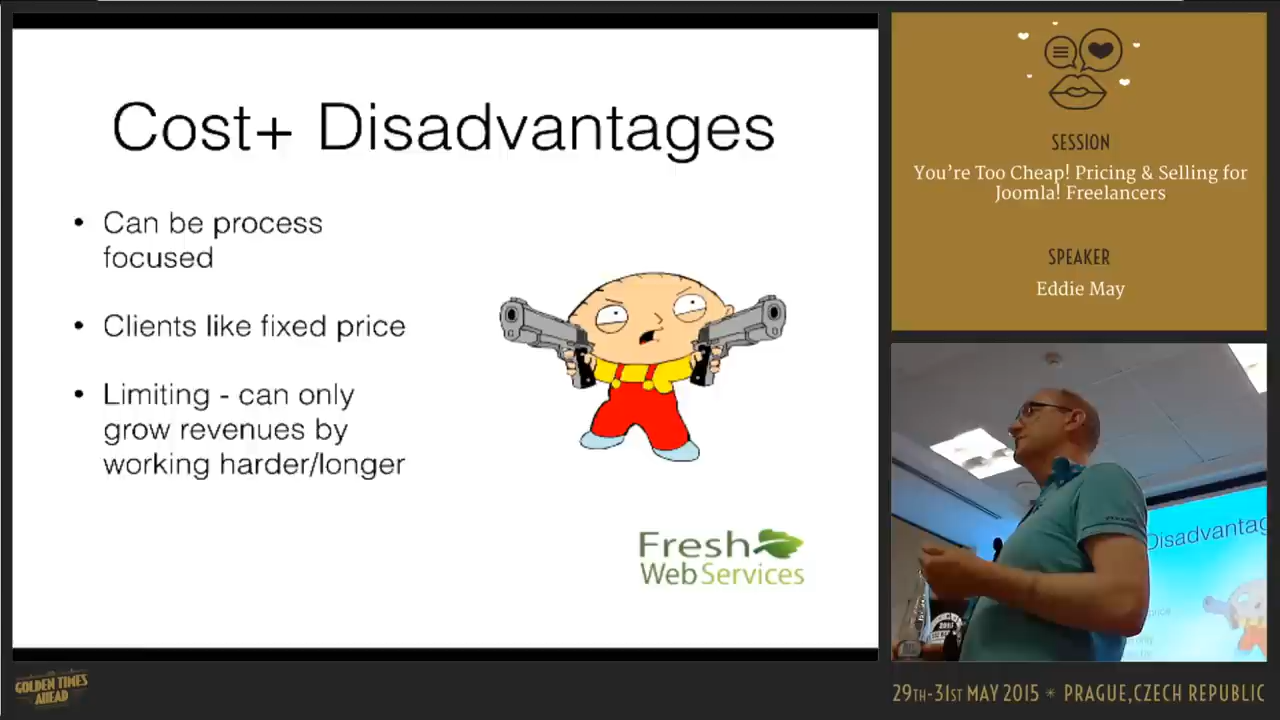 Cost+ Disadvantages
• Can be process
focused
• Clients like fixed price
• Limiting - can only
grow revenues by
working harder/longer
Fresh
WebServices
SESSION
You're Too Cheap! Pricing & Selling for
Joomla! Freelancers
SPEAKER
Eddie May
Disadvantag
GOLDEN TIMES
AHEAD
29TH-31ST MAY 2015 * PRAGUE,CZECH REPUBLIC